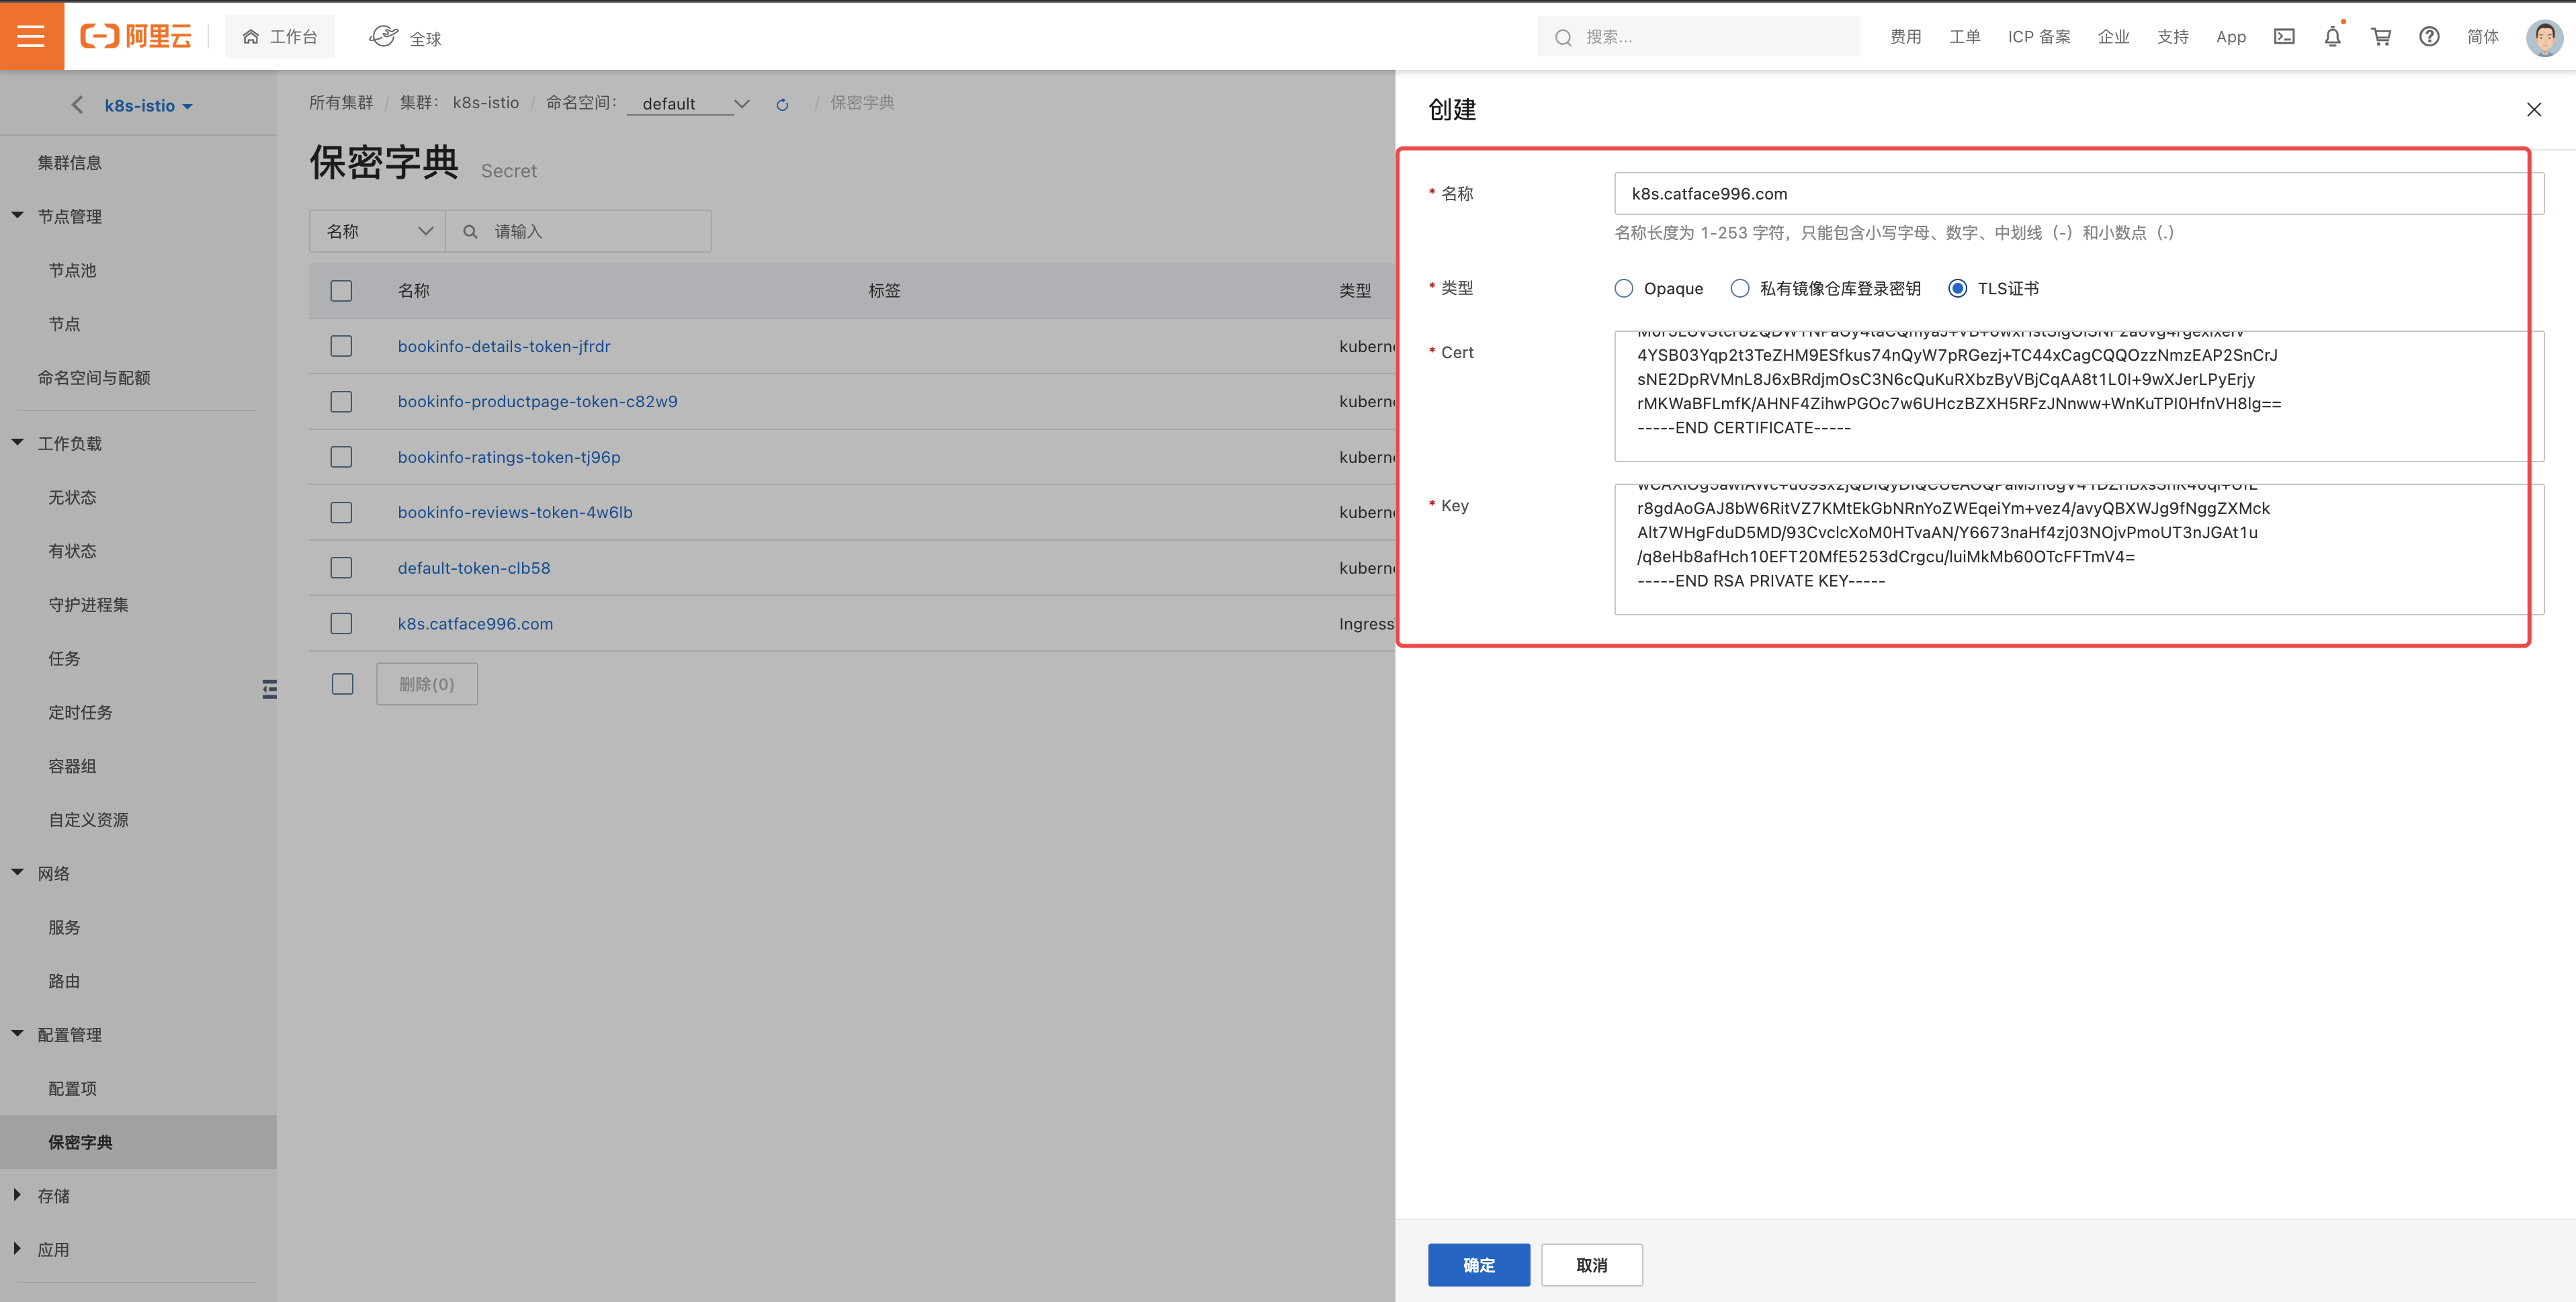 阿里云
工作台
全球
搜索...
费用
工单
ICP 备案
企业
支持
App
简体
k8s-istio
集群信息
节点管理
节点池
节点
命名空间与配额
工作负载
无状态
有状态
守护进程集
任务
定时任务
容器组
自定义资源
网络
服务
路由
配置管理
配置项
保密字典
存储
应用
所有集群 / 集群： k8s-istio / 命名空间： default / 保密字典
保密字典 Secret
名称 请输入
名称 标签 类型
bookinfo-details-token-jfrdr
bookinfo-productpage-token-c82w9
bookinfo-ratings-token-tj96p
bookinfo-reviews-token-4w6lb
default-token-clb58
k8s.catface996.com Ingress
删除(0)
创建
* 名称 k8s.catface996.com
名称长度为 1-253 字符，只能包含小写字母、数字、中划线（-）和小数点（.）
* 类型 Opaque 私有镜像仓库登录密钥 TLS证书
* Cert
4YSB03Yqp2t3TeZHM9ESfkus74nQyW7pRGezj+TC44xCagCQQOzzNmzEAP2SnCrJ
sNE2DpRVMnL8J6xBRdjmOsC3N6cQuKuRXbzByVBjCqAA8t1L0I+9wXJerLPyErjy
rMKWaBFLmfK/AHNF4ZihwPGOc7w6UHczBZXH5RFzJNnww+WnKuTPI0HfnVH8lg==
-----END CERTIFICATE-----
* Key
r8gdAoGAJ8bW6RitVZ7KMtEkGbNRnYoZWEqeiYm+vez4/avyQBXWJg9fNggZXMck
Alt7WHgFduD5MD/93CvclcXoM0HTvaAN/Y6673naHf4zj03NOjvPmoUT3nJGAt1u
/q8eHb8afHch10EFT20MfE5253dCrgcu/luiMkMb60OTcFFTmV4=
-----END RSA PRIVATE KEY-----
确定
取消